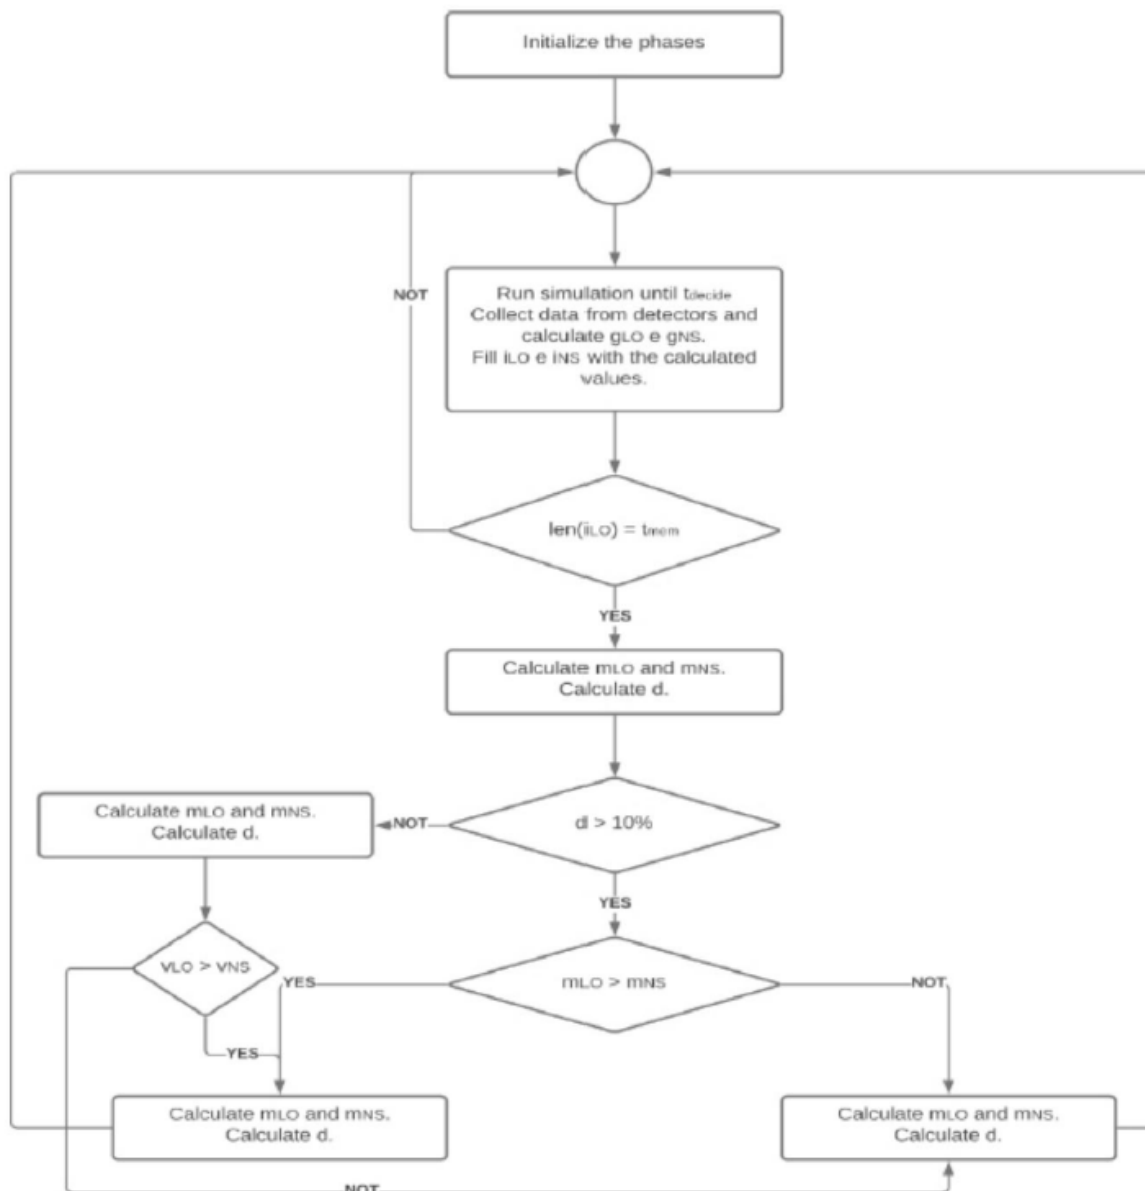 Initialize the phases
NOT
Run simulation until tdecide
Collect data from detectors and
calculate gLO e gNS.
Fill iLO e iNS with the calculated
values.
len(iLO) = tmem
YES
Calculate mLO and mNS.
Calculate d.
Calculate mLO and mNS.
Calculate d.
NOT
d > 10%
YES
vLO > vNS
YES
mLO > mNS
NOT
YES
Calculate mLO and mNS.
Calculate d.
Calculate mLO and mNS.
Calculate d.
NOT